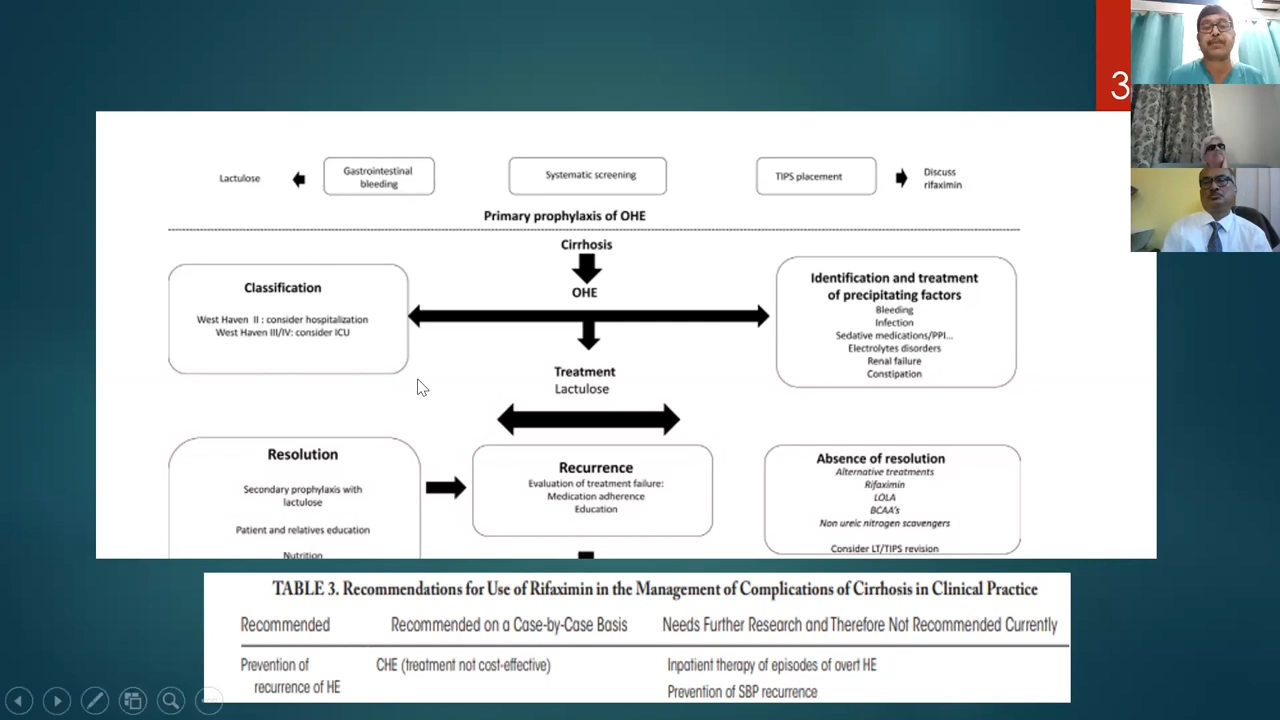 3
Lactulose
Gastrointestinal
bleeding
Systematic screening
TIPS placement
Discuss
rifaximin
Primary prophylaxis of OHE
Cirrhosis
OHE
Classification
West Haven II : consider hospitalization
West Haven III/IV: consider ICU
Identification and treatment
of precipitating factors
Bleeding
Infection
Sedative medications/PPI...
Electrolytes disorders
Renal failure
Constipation
Treatment
Lactulose
Resolution
Secondary prophylaxis with
lactulose
Patient and relatives education
Nutrition
Recurrence
Evaluation of treatment failure:
Medication adherence
Education
Absence of resolution
Alternative treatments
Rifaximin
LOLA
BCAA's
Non ureic nitrogen scavengers
Consider LT/TIPS revision
TABLE 3. Recommendations for Use of Rifaximin in the Management of Complications of Cirrhosis in Clinical Practice
Recommended Recommended on a Case-by-Case Basis Needs Further Research and Therefore Not Recommended Currently
Prevention of CHE (treatment not cost-effective) Inpatient therapy of episodes of overt HE
recurrence of HE Prevention of SBP recurrence